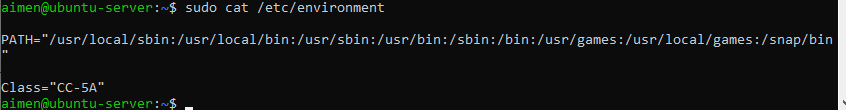 aimen@ubuntu-server:~$ sudo cat /etc/environment
PATH="/usr/local/sbin:/usr/local/bin:/usr/sbin:/usr/bin:/sbin:/bin:/usr/games:/usr/local/games:/snap/bin
"
Class="CC-5A"
aimen@ubuntu-server:~$